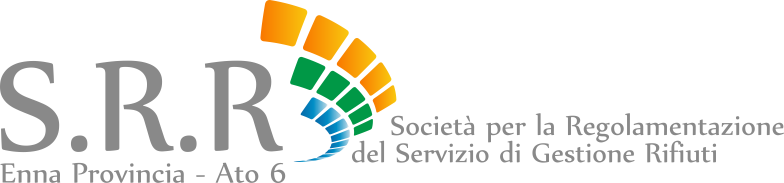 S.R.R
Enna Provincia - Ato 6
Società per la Regolamentazione
del Servizio di Gestione Rifiuti